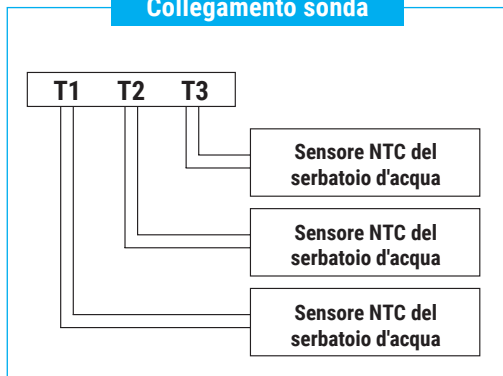 Collegamento sonda
T1 T2 T3
Sensore NTC del
serbatoio d'acqua
Sensore NTC del
serbatoio d'acqua
Sensore NTC del
serbatoio d'acqua